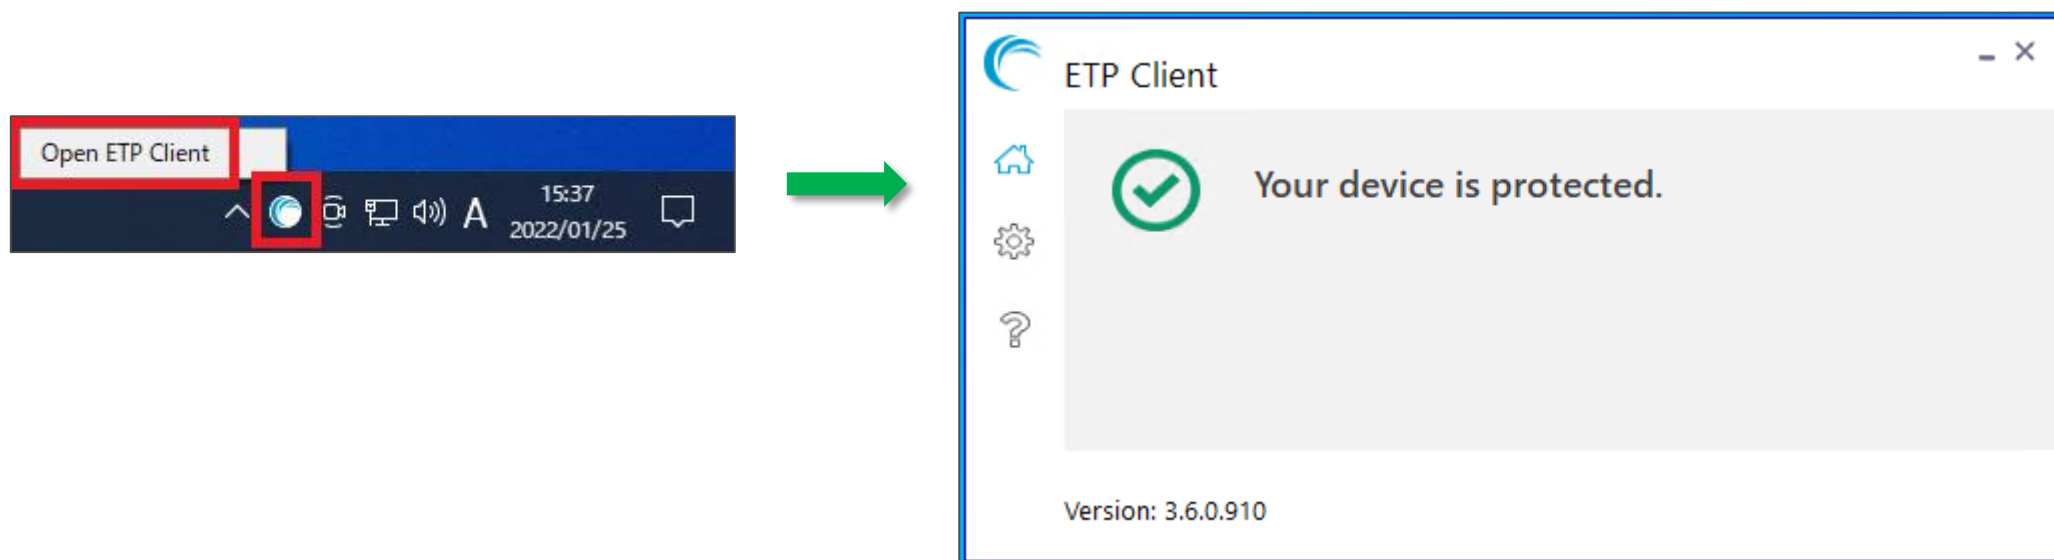 Open ETP Client
A
15:37
2022/01/25
ETP Client
Your device is protected.
Version: 3.6.0.910